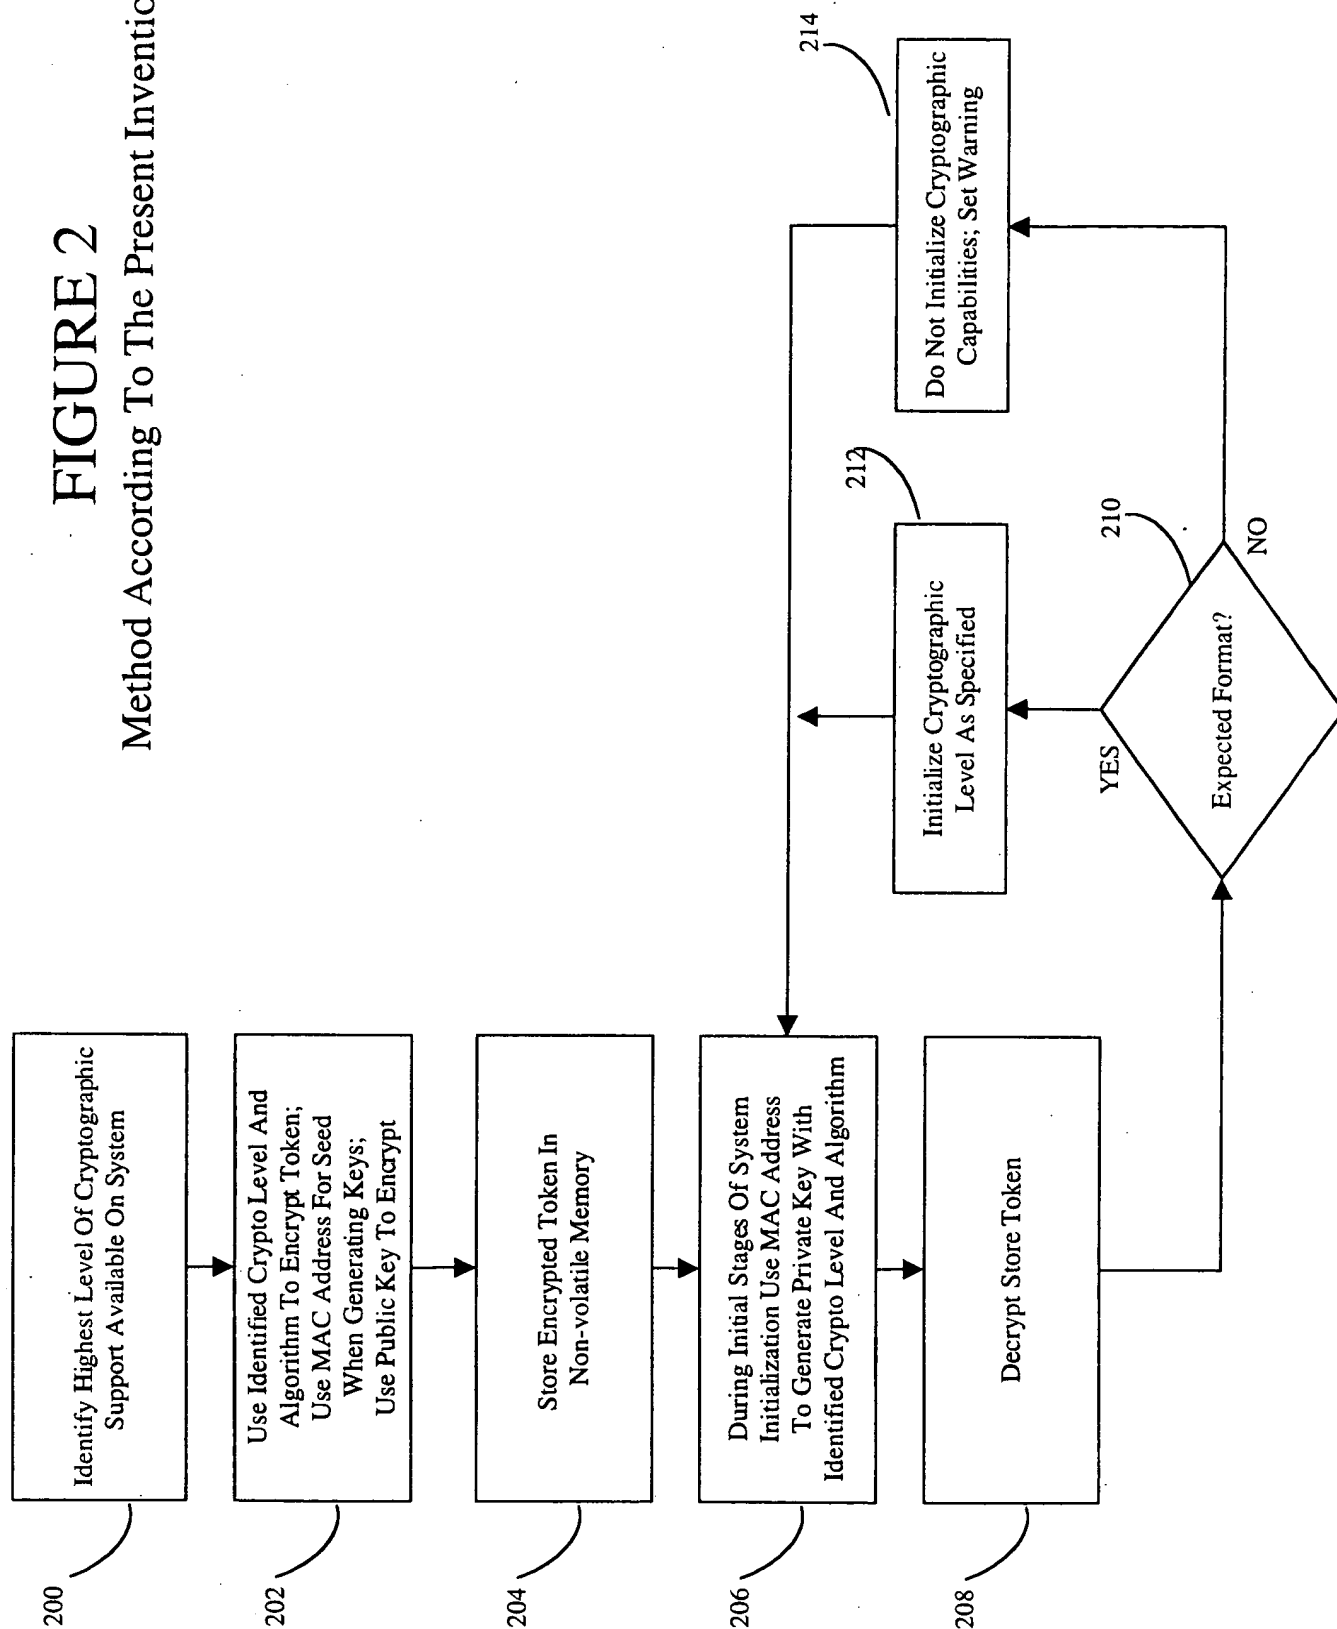 FIGURE 2
Method According To The Present Inventio
200
Identify Highest Level Of Cryptographic
Support Available On System
202
Use Identified Crypto Level And
Algorithm To Encrypt Token;
Use MAC Address For Seed
When Generating Keys;
Use Public Key To Encrypt
204
Store Encrypted Token In
Non-volatile Memory
206
During Initial Stages Of System
Initialization Use MAC Address
To Generate Private Key With
Identified Crypto Level And Algorithm
208
Decrypt Store Token
210
Expected Format?
YES
NO
212
Initialize Cryptographic
Level As Specified
214
Do Not Initialize Cryptographic
Capabilities; Set Warning